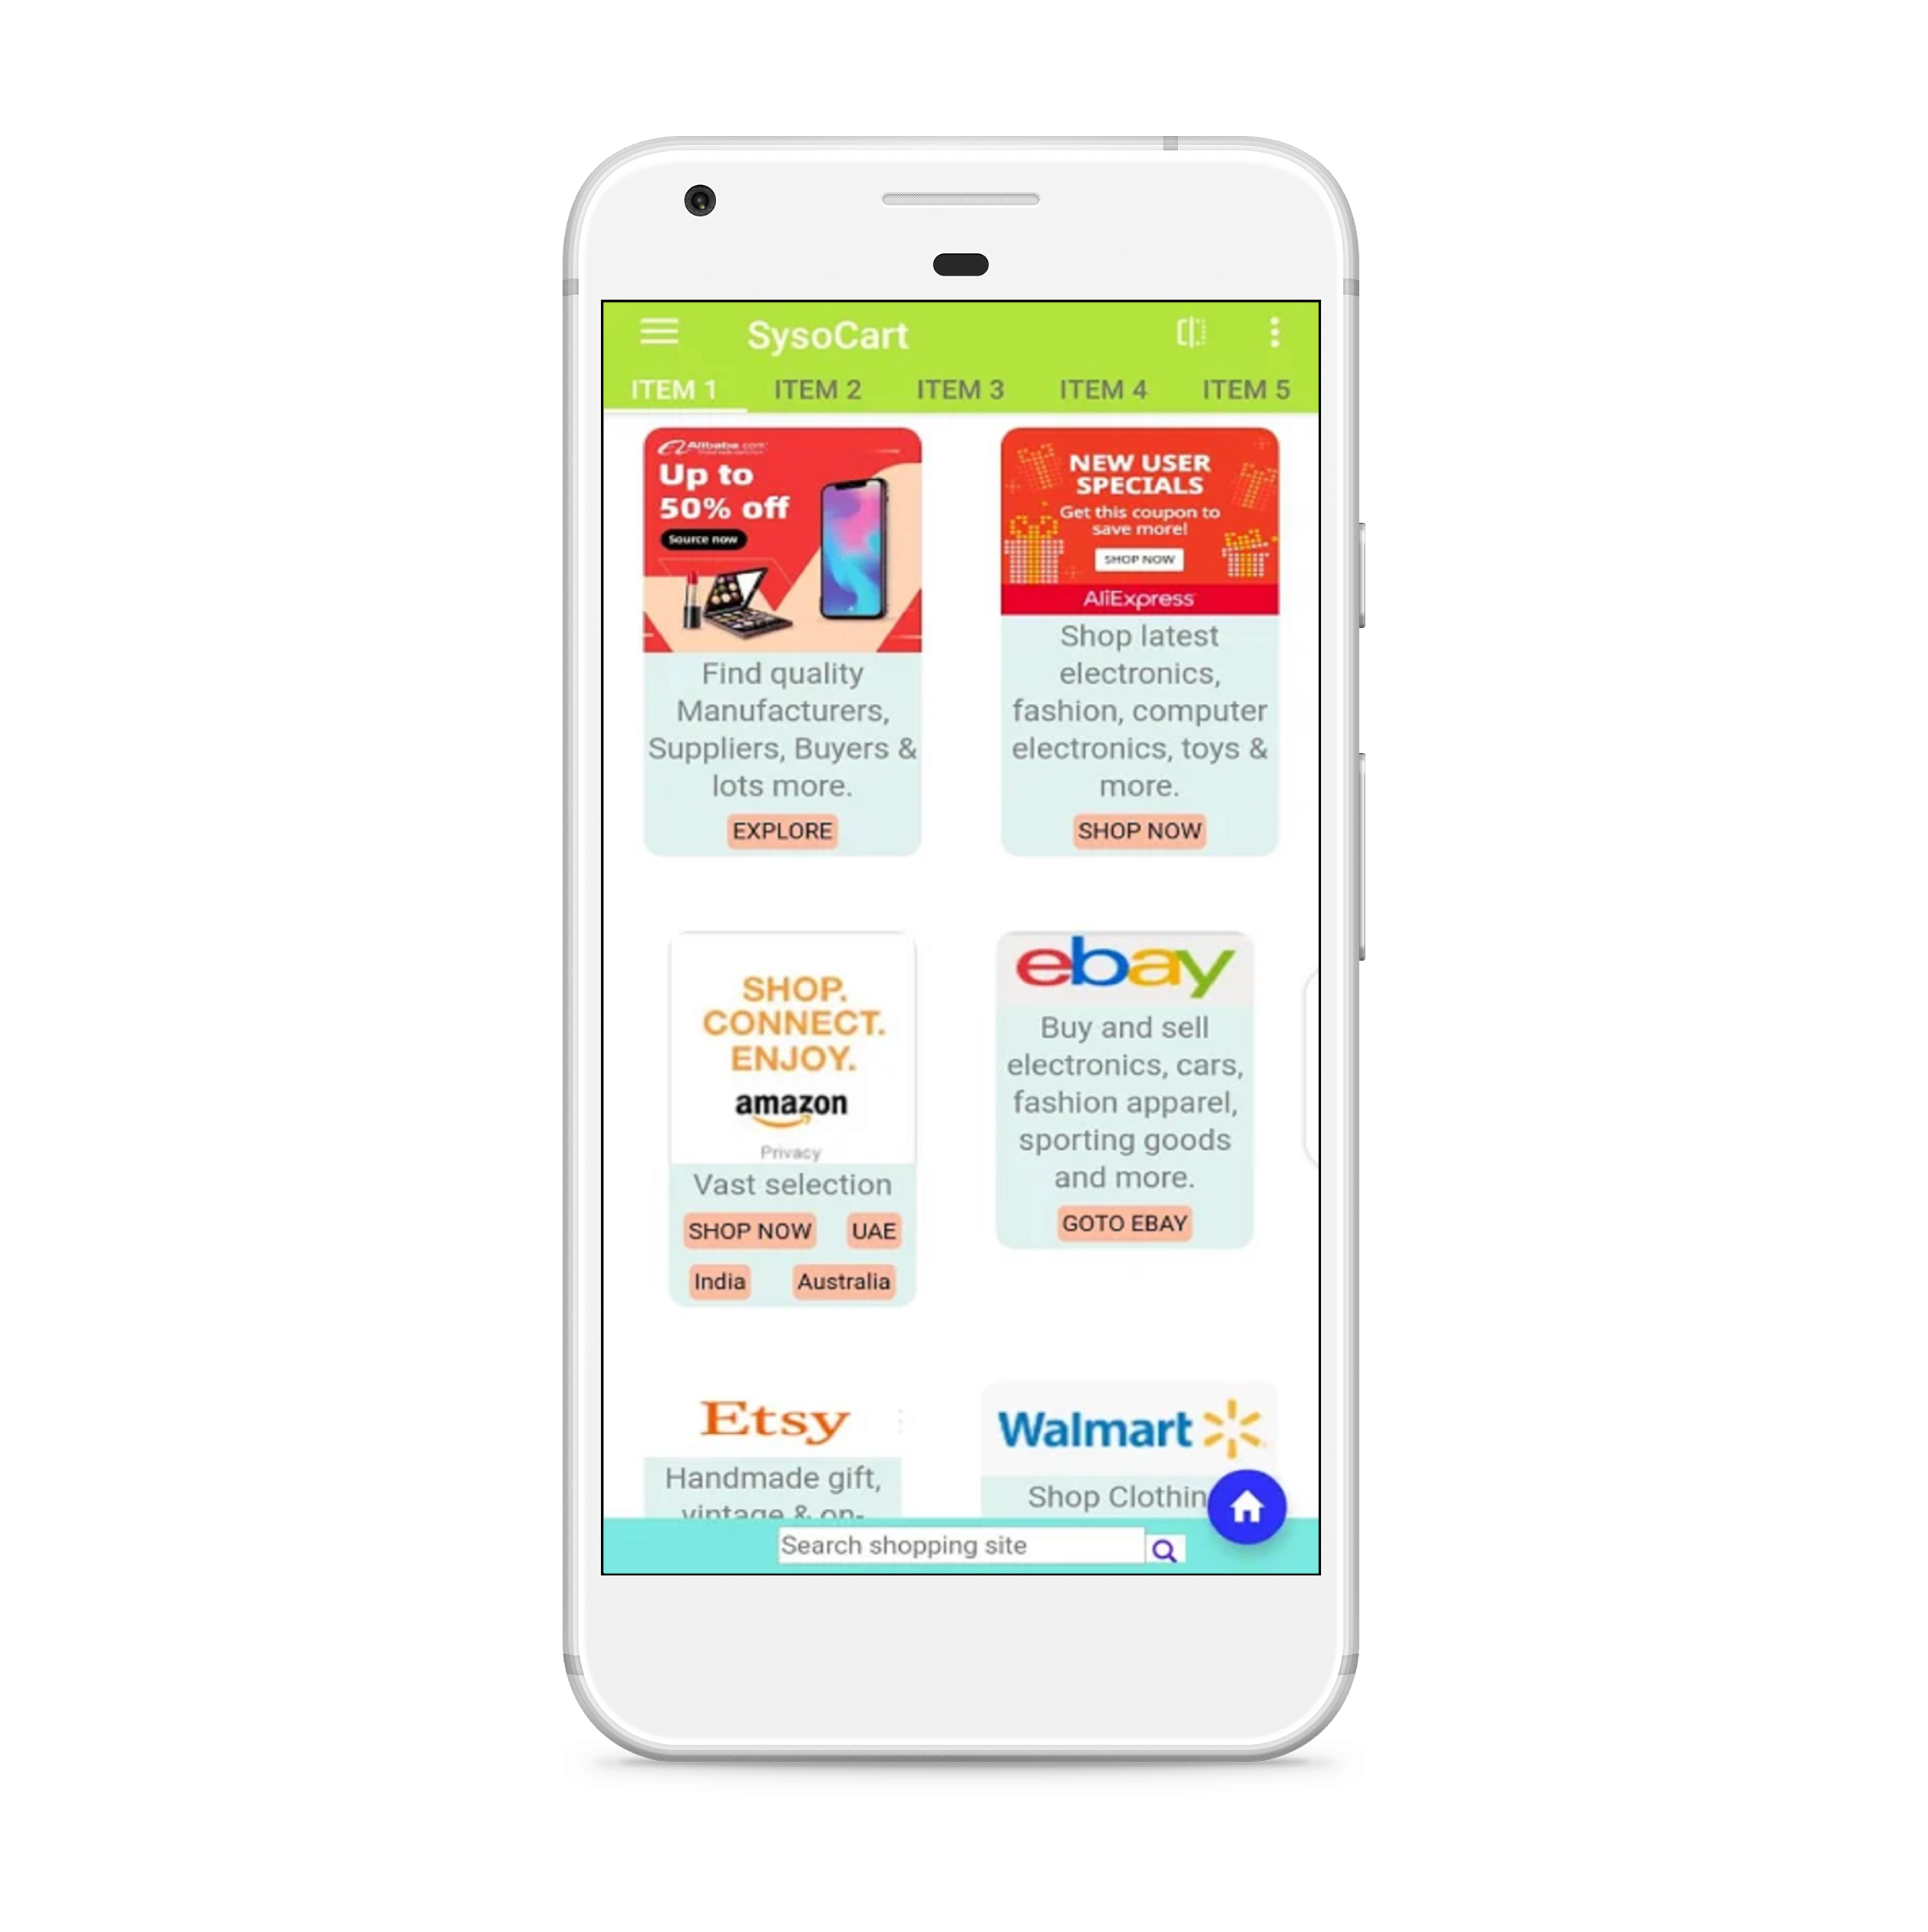 SysoCart
ITEM 1 ITEM 2 ITEM 3 ITEM 4 ITEM 5
Alibaba.com
Up to
50% off
Source now
Find quality
Manufacturers,
Suppliers, Buyers &
lots more.
EXPLORE
NEW USER
SPECIALS
Get this coupon to
save more!
SHOP NOW
AliExpress
Shop latest
electronics,
fashion, computer
electronics, toys &
more.
SHOP NOW
SHOP.
CONNECT.
ENJOY.
amazon
Privacy
Vast selection
SHOP NOW UAE
India Australia
ebay
Buy and sell
electronics, cars,
fashion apparel,
sporting goods
and more.
GOTO EBAY
Etsy
Handmade gift,
vintage & on-
Walmart
Shop Clothin
Search shopping site